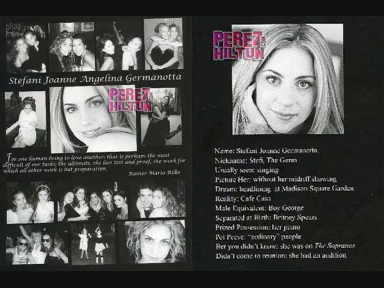 Stefani Joanne Angelina Germanotta
PEREZ
HILTON
For one human being to love another: that is perhaps the most
difficult of our tasks; the ultimate, the last test and proof, the work for
which all other work is but preparation.
Rainer Maria Rilke
PEREZ
HILTON
Name: Stefani Joanne Germanotta
Nickname: Stefi, The Germ
Usually seen: singing
Picture Her: without her midriff showing
Dream: headlining at Madison Square Garden
Reality: Cafe Casa
Male Equivalent: Boy George
Separated at Birth: Britney Spears
Prized Possession: her piano
Pet Peeve: "ordinary" people
Bet you didn't know: she was on The Sopranos
Didn't come to reunion: she had an audition